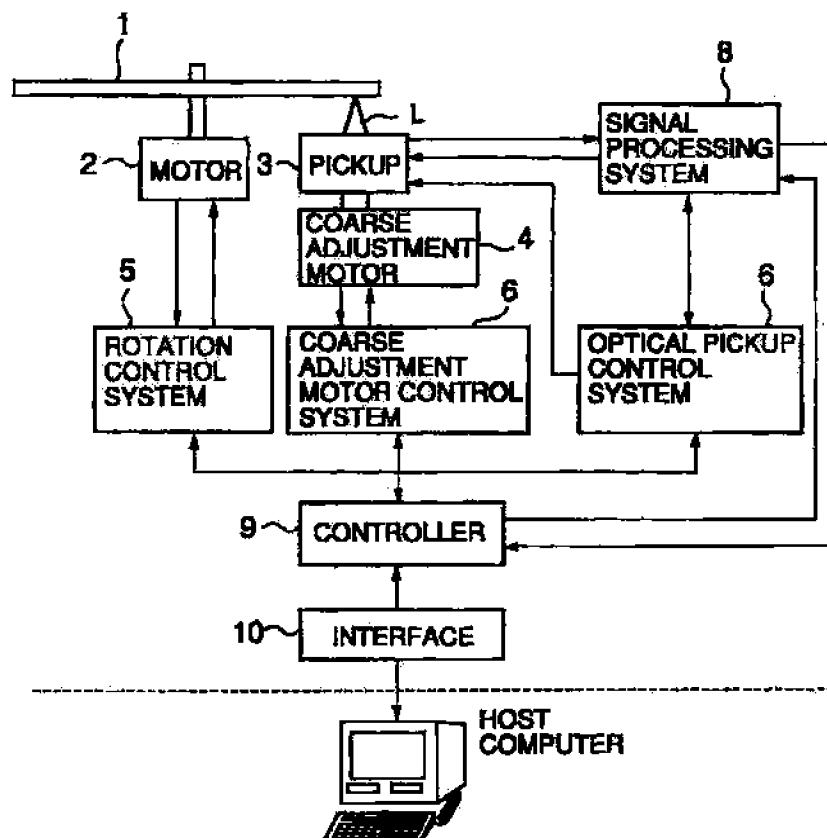 1
8
L
SIGNAL
PROCESSING
SYSTEM
2
MOTOR
3
PICKUP
COARSE
ADJUSTMENT
MOTOR
4
5
6
6
ROTATION
CONTROL
SYSTEM
COARSE
ADJUSTMENT
MOTOR CONTROL
SYSTEM
OPTICAL PICKUP
CONTROL
SYSTEM
9
CONTROLLER
10
INTERFACE
HOST
COMPUTER